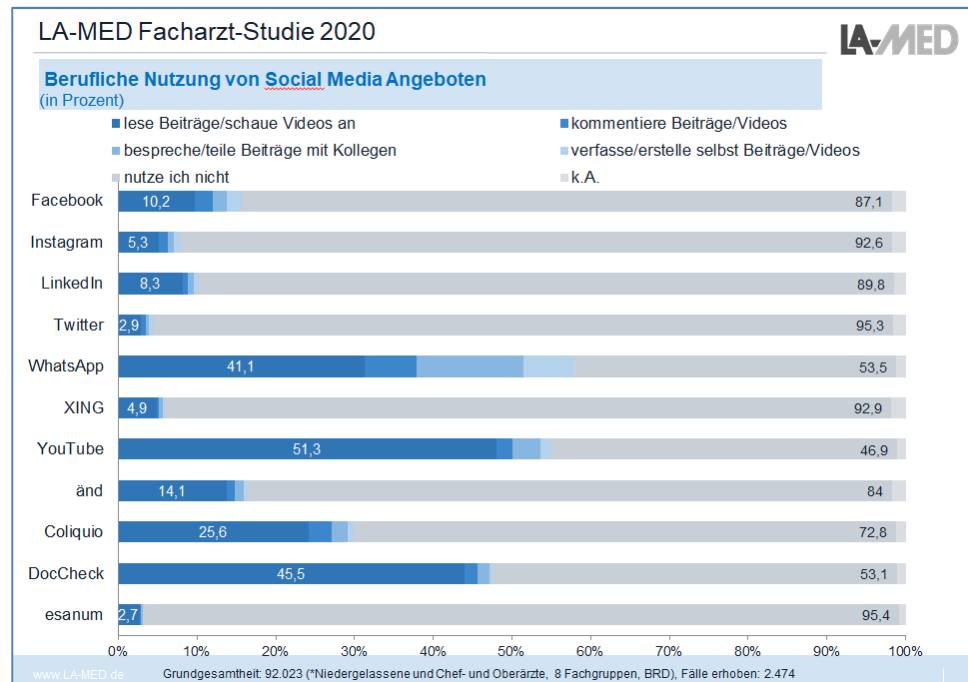 LA-MED Facharzt-Studie 2020
LA-MED
Berufliche Nutzung von Social Media Angeboten
(in Prozent)
lese Beiträge/schaue Videos an
kommentiere Beiträge/Videos
bespreche/teile Beiträge mit Kollegen
verfasse/erstelle selbst Beiträge/Videos
nutze ich nicht
k.A.
Facebook 10,2 87,1
Instagram 5,3 92,6
LinkedIn 8,3 89,8
Twitter 2,9 95,3
WhatsApp 41,1 53,5
XING 4,9 92,9
YouTube 51,3 46,9
änd 14,1 84
Coliquio 25,6 72,8
DocCheck 45,5 53,1
esanum 2,7 95,4
0% 10% 20% 30% 40% 50% 60% 70% 80% 90% 100%
www.LA-MED.de
Grundgesamtheit: 92.023 (*Niedergelassene und Chef- und Oberärzte, 8 Fachgruppen, BRD), Fälle erhoben: 2.474